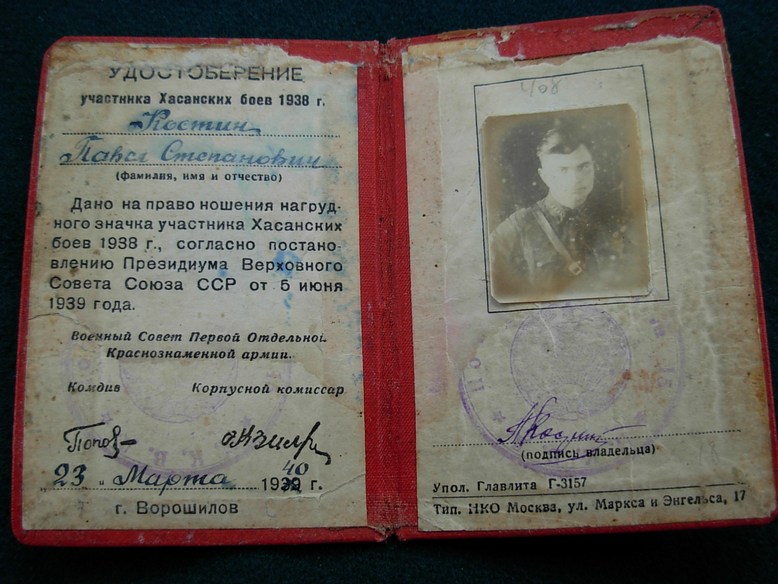 УДОСТОВЕРЕНИЕ
участника Хасанских боев 1938 г.
Костин
Павел Степанович
(фамилия, имя и отчество)
Дано на право ношения нагруд-
ного значка участника Хасанских
боев 1938 г., согласно постано-
влению Президиума Верховного
Совета Союза ССР от 5 июня
1939 года.
Военный Совет Первой Отдельной
Краснознаменной армии.
Комдив Корпусной комиссар
Попов
23 " Марта 1940 г.
г. Ворошилов
408
АКостин
(подпись владельца)
Упол. Главлита Г-3157
Тип. НКО Москва, ул. Маркса и Энгельса, 17